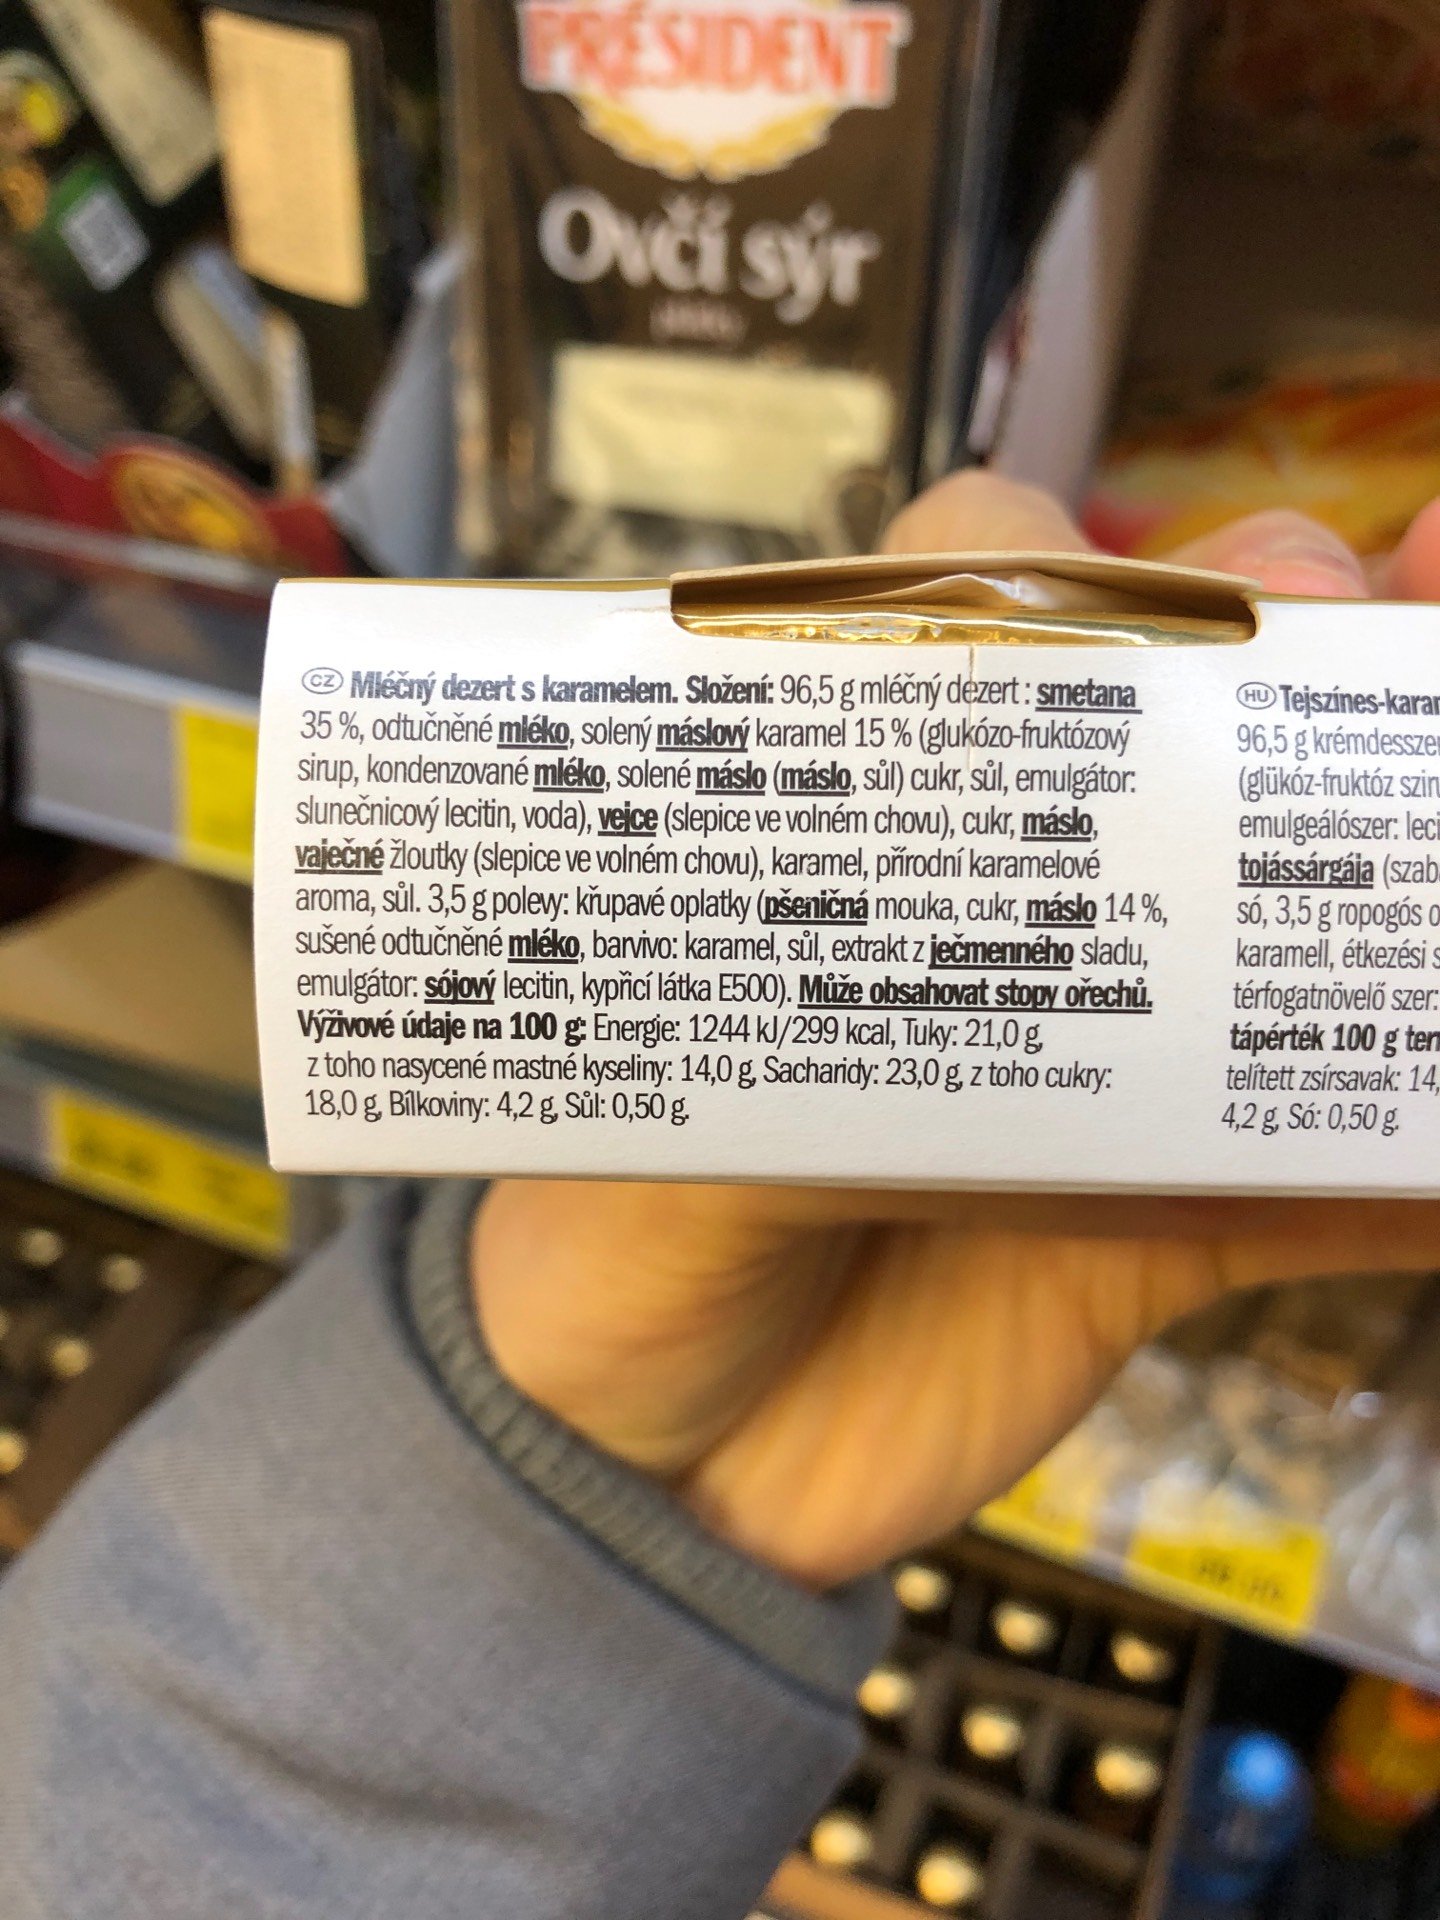 PRÉSIDENT
Ovčí sýr
CZ Mléčný dezert s karamelem. Složení: 96,5 g mléčný dezert : smetana
35 %, odtučněné mléko, solený máslový karamel 15 % (glukózo-fruktózový
sirup, kondenzované mléko, solené máslo (máslo, sůl) cukr, sůl, emulgátor:
slunečnicový lecitin, voda), vejce (slepice ve volném chovu), cukr, máslo,
vaječné žloutky (slepice ve volném chovu), karamel, přírodní karamelové
aroma, sůl. 3,5 g polevy: křupavé oplatky (pšeničná mouka, cukr, máslo 14 %,
sušené odtučněné mléko, barvivo: karamel, sůl, extrakt z ječmenného sladu,
emulgátor: sójový lecitin, kypřicí látka E500). Může obsahovat stopy ořechů.
Výživové údaje na 100 g: Energie: 1244 kJ/299 kcal, Tuky: 21,0 g,
z toho nasycené mastné kyseliny: 14,0 g, Sacharidy: 23,0 g, z toho cukry:
18,0 g, Bílkoviny: 4,2 g, Sůl: 0,50 g.
HU Tejszínes-karam
96,5 g krémdesszer
(glükóz-fruktóz sziru
emulgeálószer: leci
tojássárgája (szab
só, 3,5 g ropogós o
karamell, étkezési s
térfogatnövelő szer:
tápérték 100 g term
telített zsírsavak: 14,
4,2 g, Só: 0,50 g.